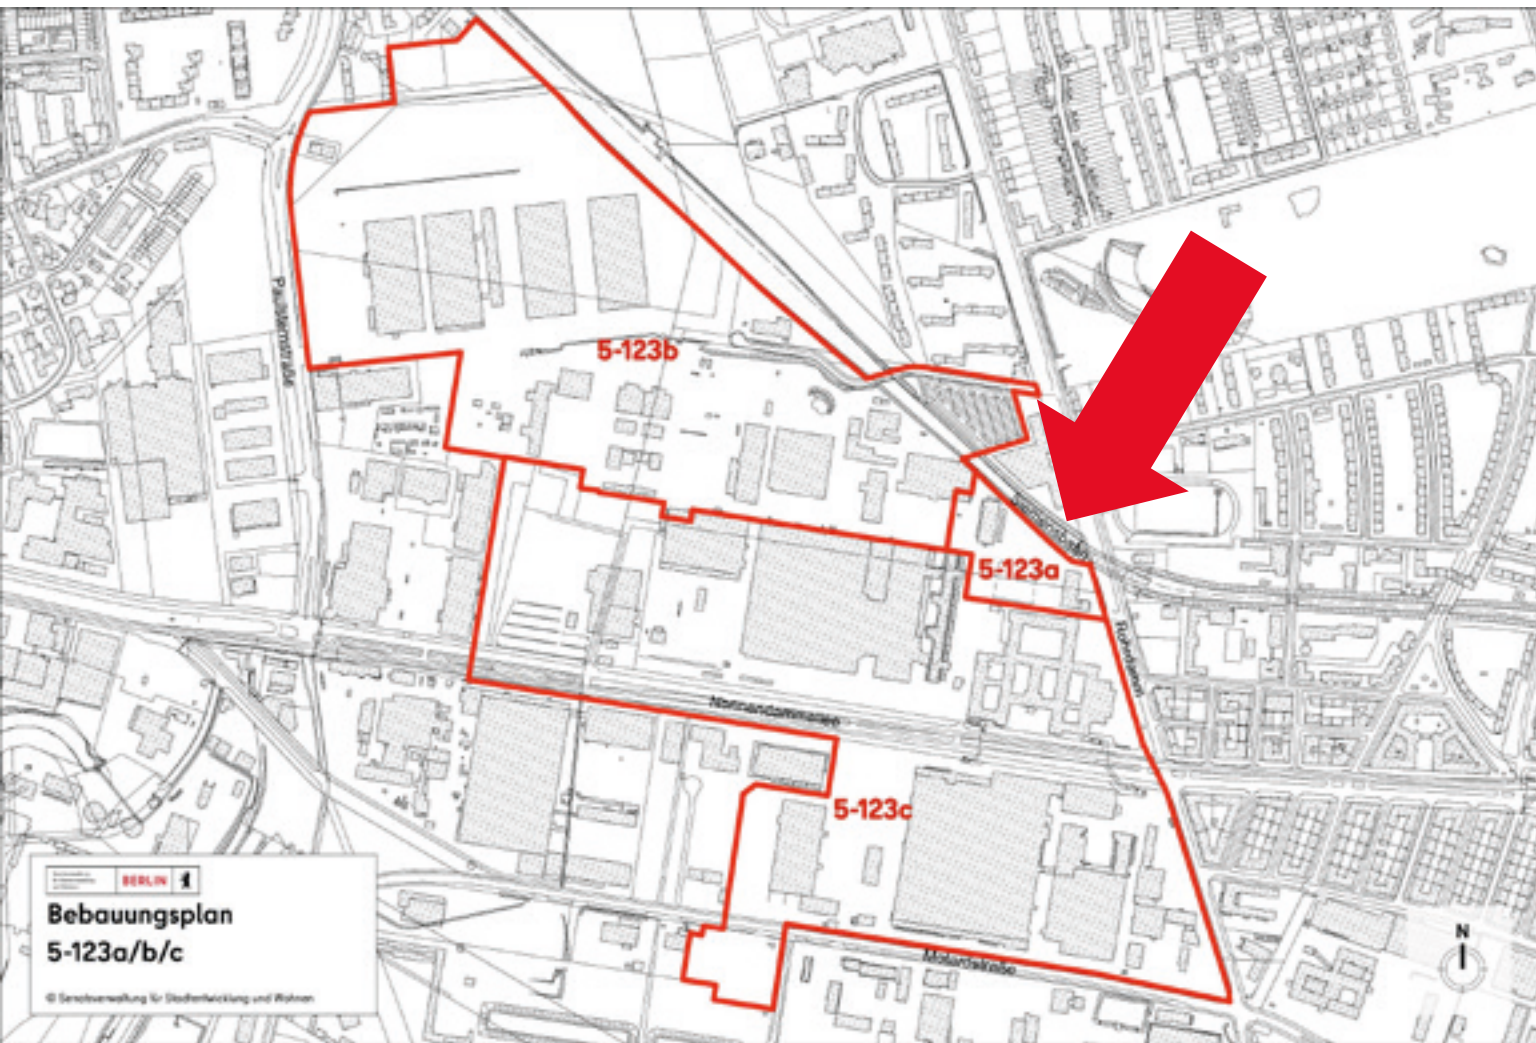 Paulsternstraße
5-123b
5-123a
Rohrdamm
Nonnendammallee
5-123c
Motardstraße
BERLIN
Bebauungsplan
5-123a/b/c
© Senatsverwaltung für Stadtentwicklung und Wohnen
N